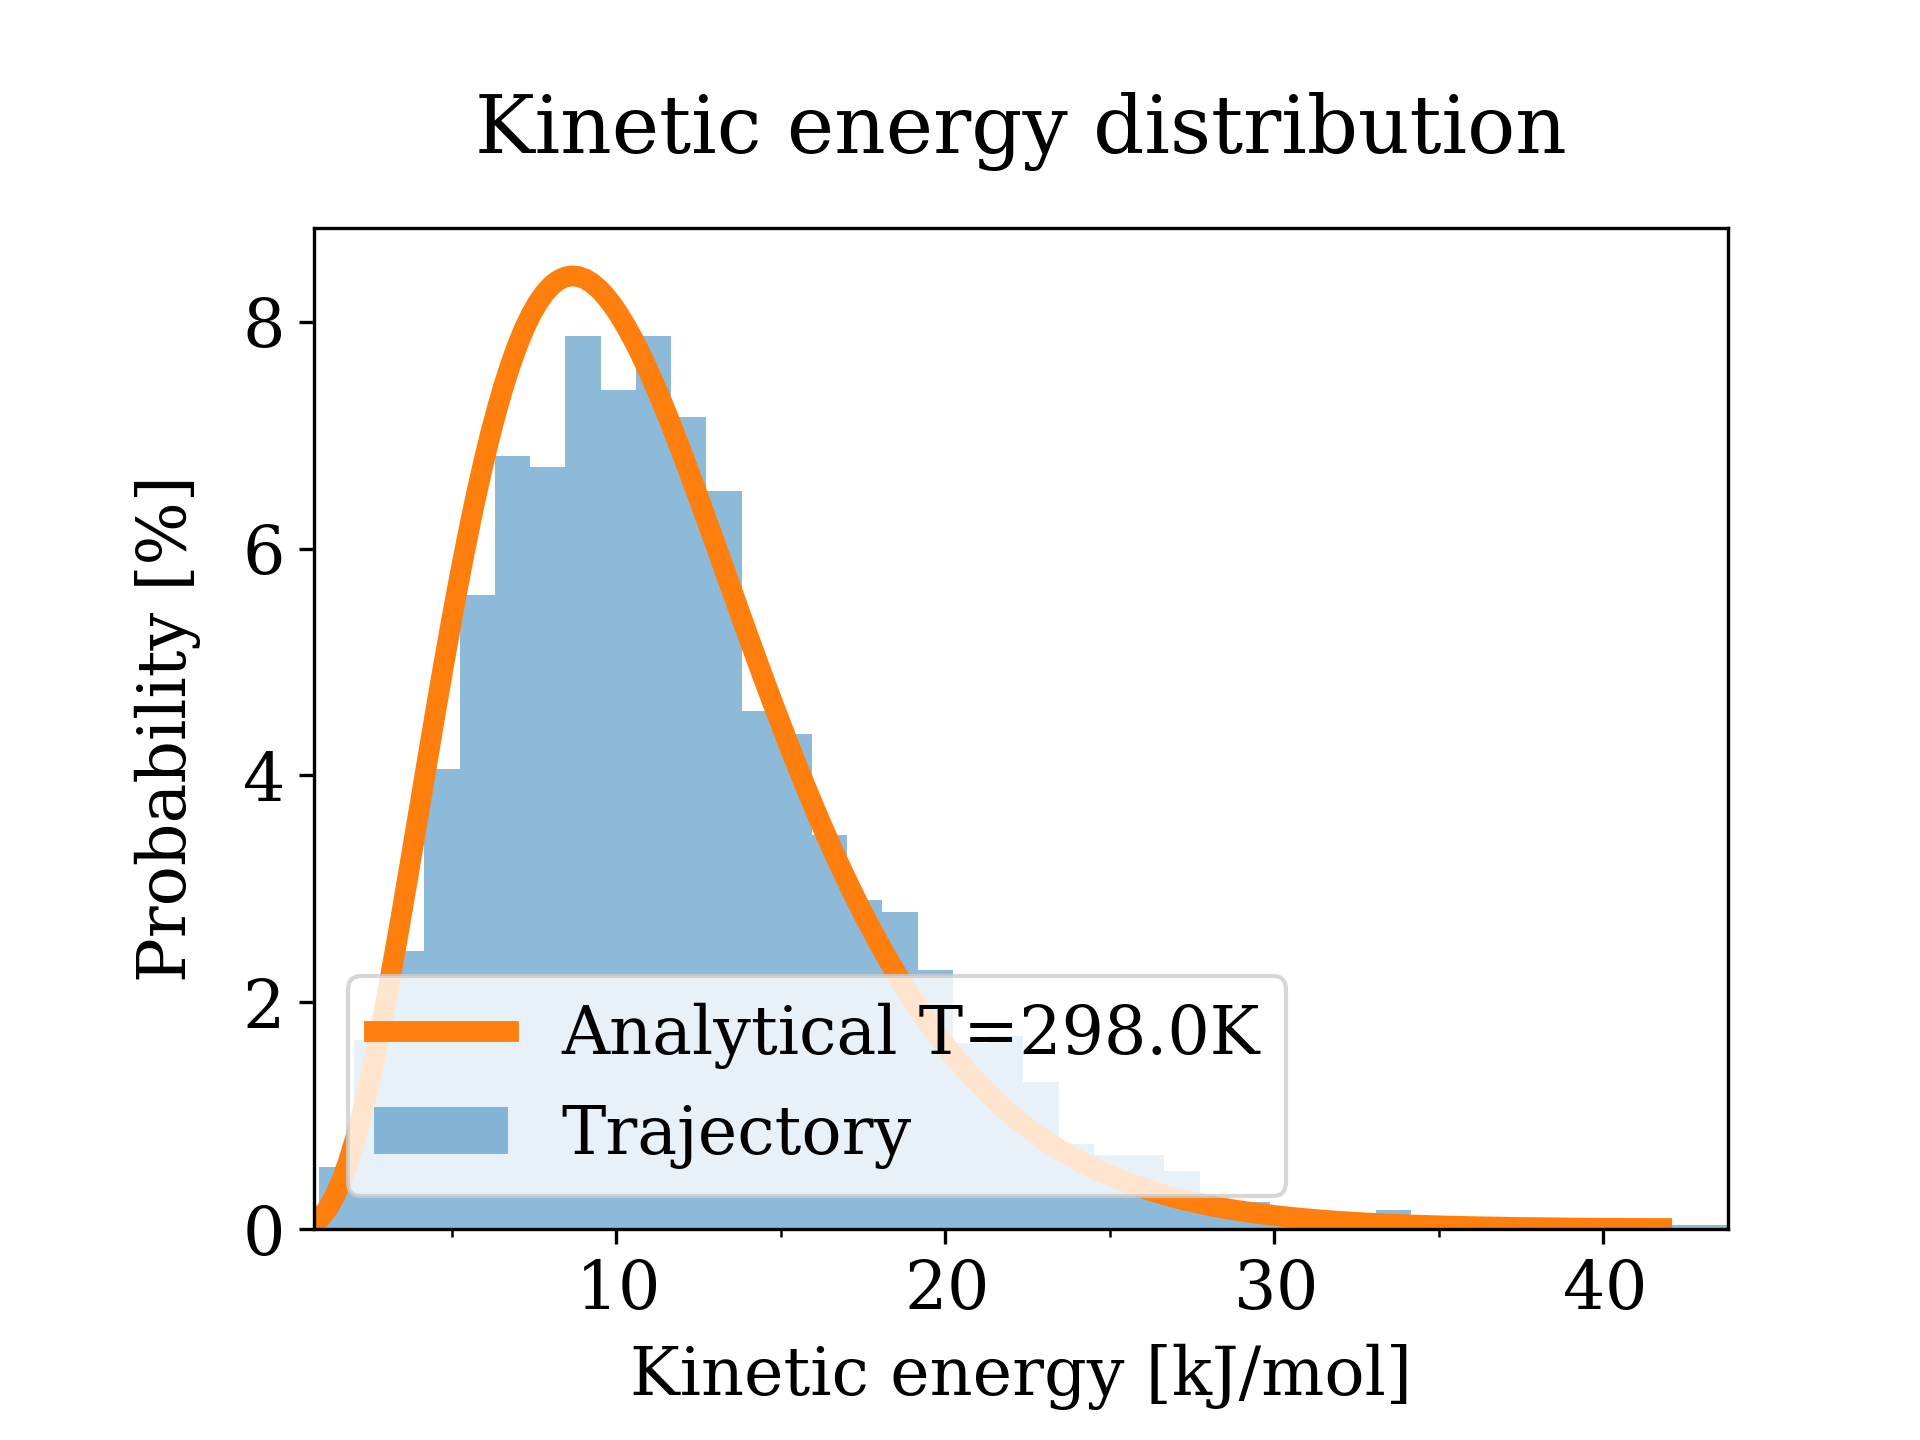 Kinetic energy distribution
Probability [%]
8
6
4
2
0
Analytical T=298.0K
Trajectory
10 20 30 40
Kinetic energy [kJ/mol]